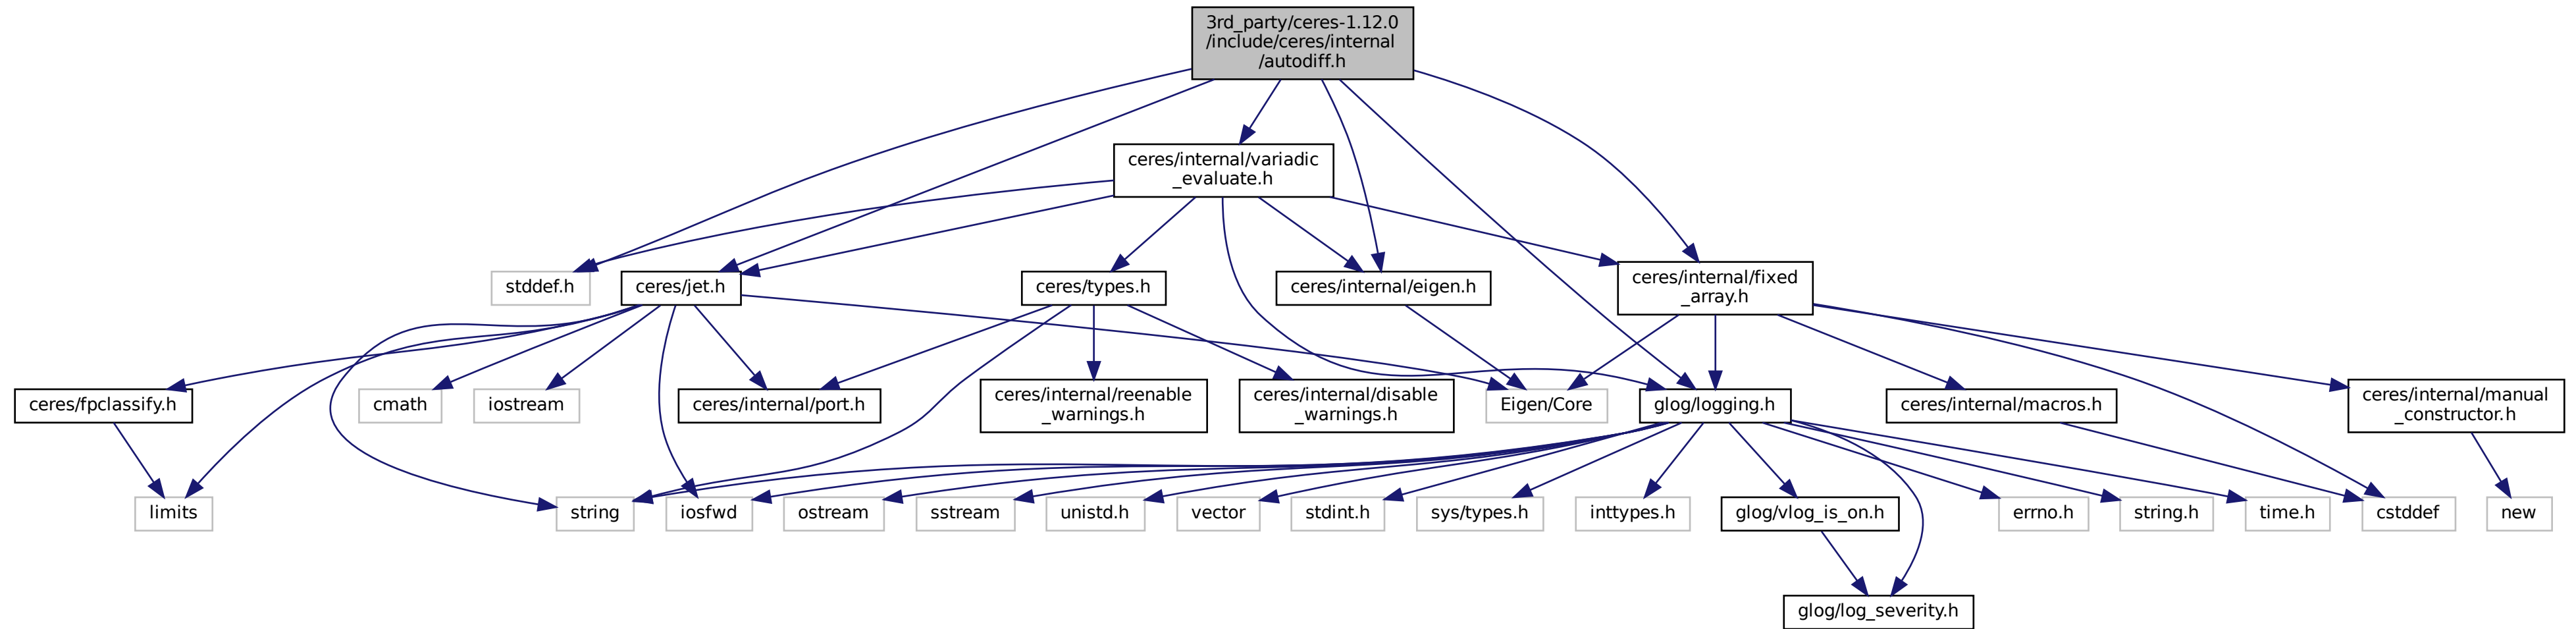 3rd_party/ceres-1.12.0
/include/ceres/internal
/autodiff.h
ceres/internal/variadic
_evaluate.h
stddef.h
ceres/jet.h
ceres/types.h
ceres/internal/eigen.h
ceres/internal/fixed
_array.h
ceres/fpclassify.h
cmath
iostream
ceres/internal/port.h
ceres/internal/reenable
_warnings.h
ceres/internal/disable
_warnings.h
Eigen/Core
glog/logging.h
ceres/internal/macros.h
ceres/internal/manual
_constructor.h
limits
string
iosfwd
ostream
sstream
unistd.h
vector
stdint.h
sys/types.h
inttypes.h
glog/vlog_is_on.h
errno.h
string.h
time.h
cstddef
new
glog/log_severity.h